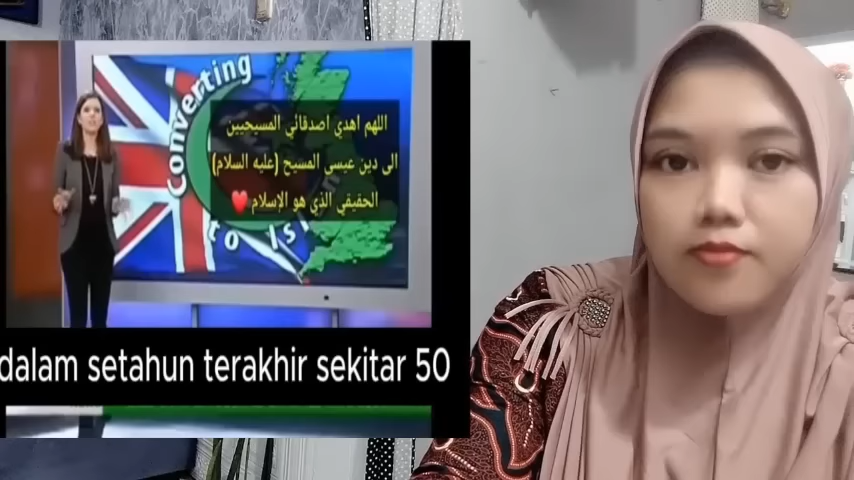 Converting
to Isl
اللهم اهدي اصدقائي المسيحيين
الى دين عيسى المسيح (عليه السلام)
الحقيقي الذي هو الإسلام ❤️
dalam setahun terakhir sekitar 50